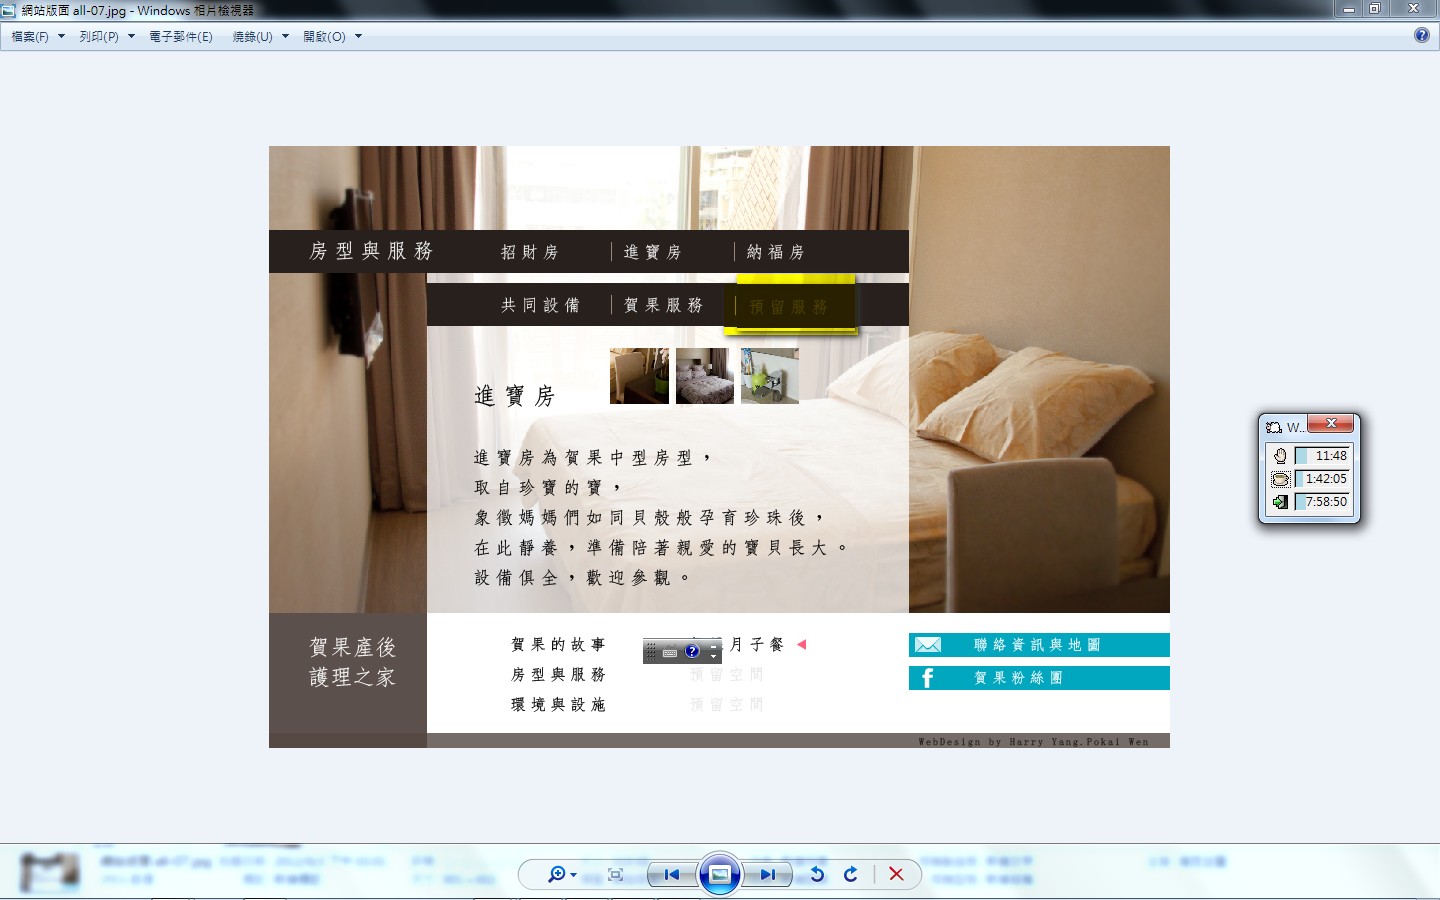 網站版面 all-07.jpg - Windows 相片檢視器
檔案(F) 列印(P) 電子郵件(E) 燒錄(U) 開啟(O)
房型與服務 招財房 進寶房 納福房
共同設備 賀果服務 預留服務
進寶房
進寶房為賀果中型房型，
取自珍寶的寶，
象徵媽媽們如同貝殼般孕育珍珠後，
在此靜養，準備陪著親愛的寶貝長大。
設備俱全，歡迎參觀。
W...
11:48
1:42:05
7:58:50
賀果產後
護理之家
賀果的故事 月子餐
房型與服務 預留空間
環境與設施 預留空間
聯絡資訊與地圖
賀果粉絲團
WebDesign by Harry Yang.Pokai Wen